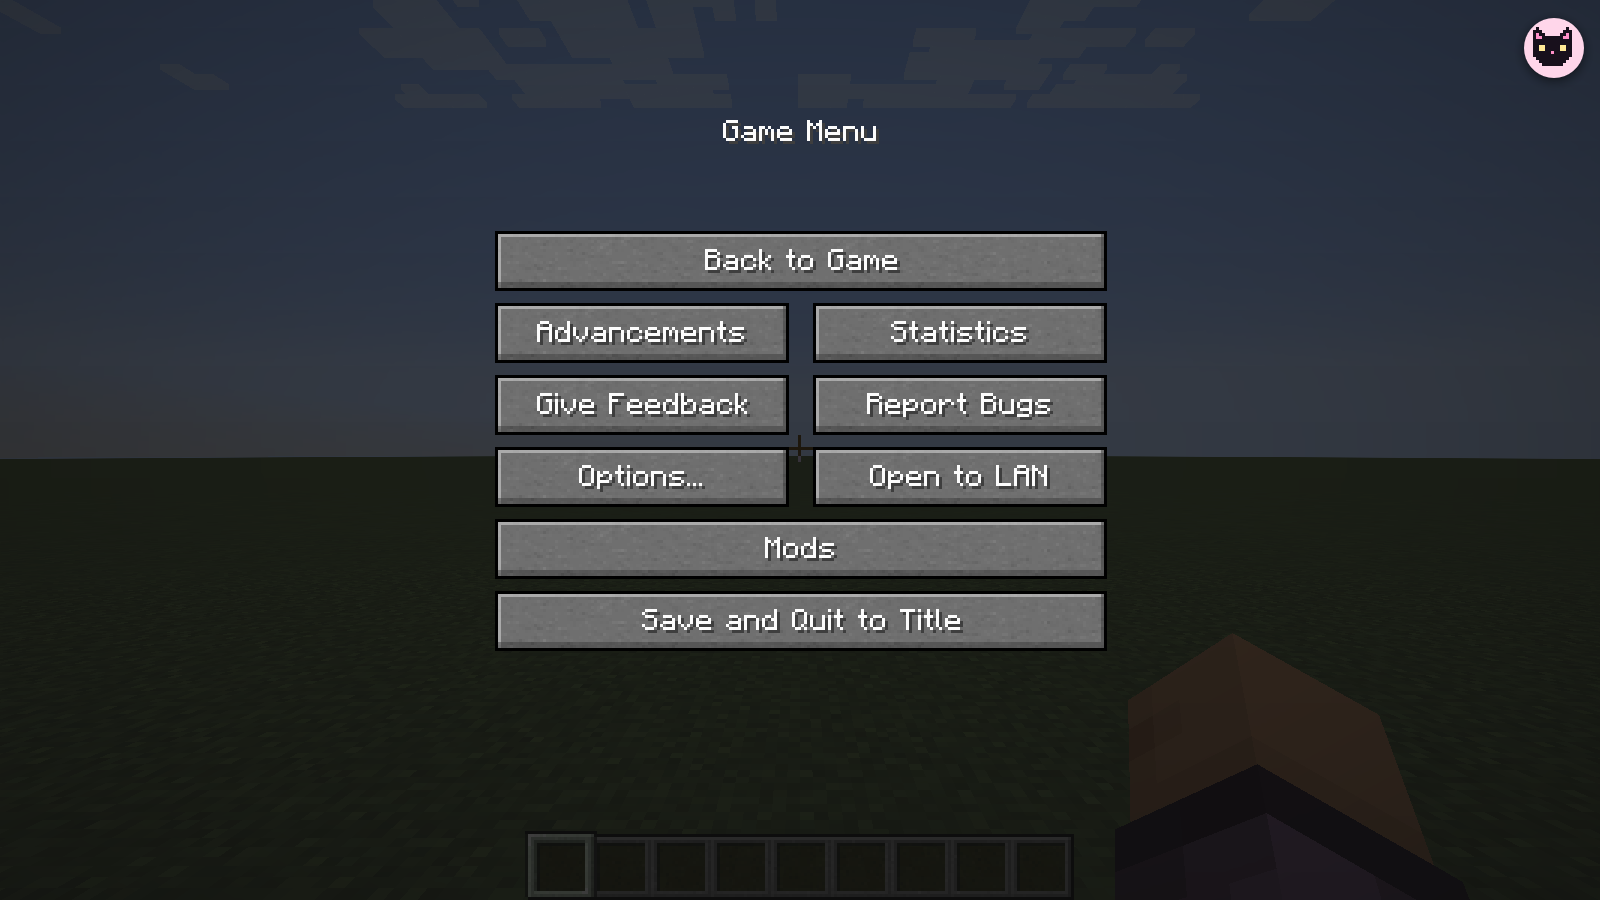 Game Menu
Back to Game
Advancements
Statistics
Give Feedback
Report Bugs
Options...
Open to LAN
Mods
Save and Quit to Title